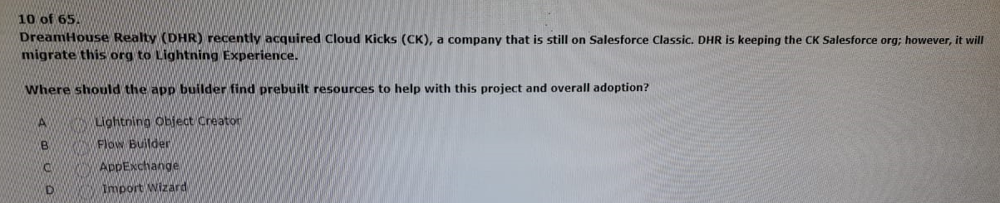 10 of 65.
DreamHouse Realty (DHR) recently acquired Cloud Kicks (CK), a company that is still on Salesforce Classic. DHR is keeping the CK Salesforce org; however, it will
migrate this org to Lightning Experience.
Where should the app builder find prebuilt resources to help with this project and overall adoption?
A Lightning Object Creator
B Flow Builder
C AppExchange
D Import Wizard